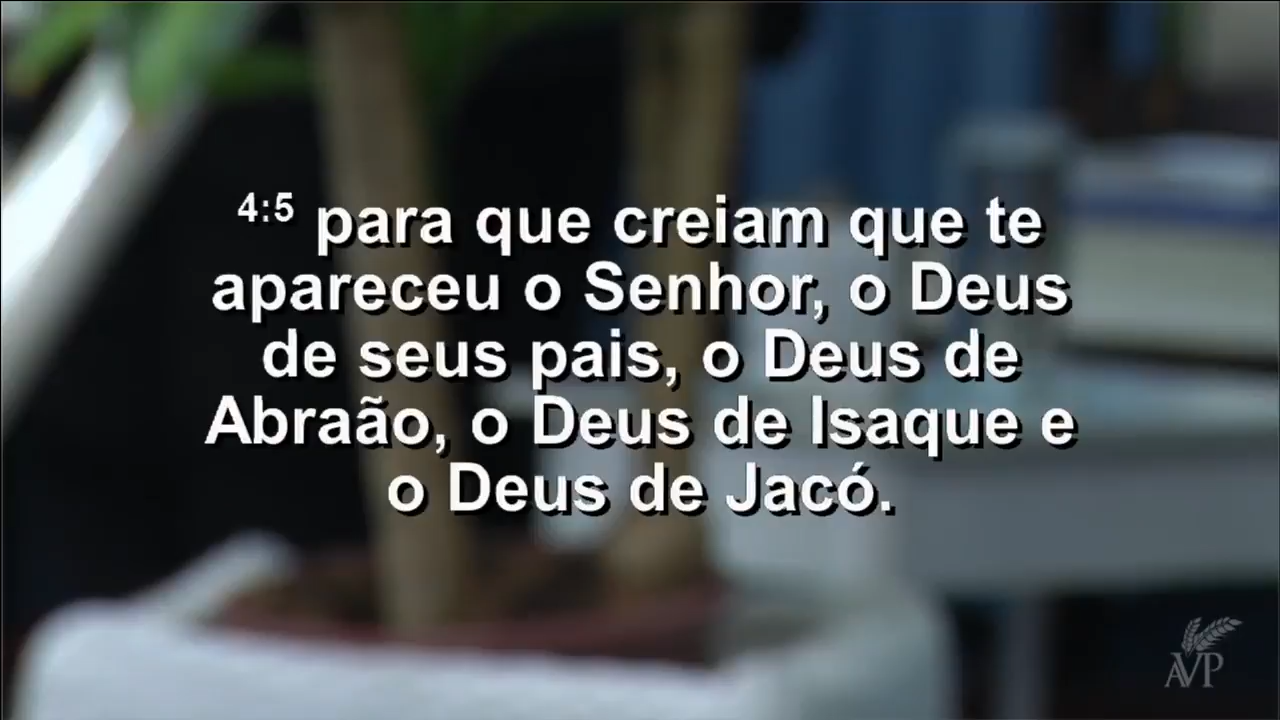 4:5 para que creiam que te
apareceu o Senhor, o Deus
de seus pais, o Deus de
Abraão, o Deus de Isaque e
o Deus de Jacó.
AVP